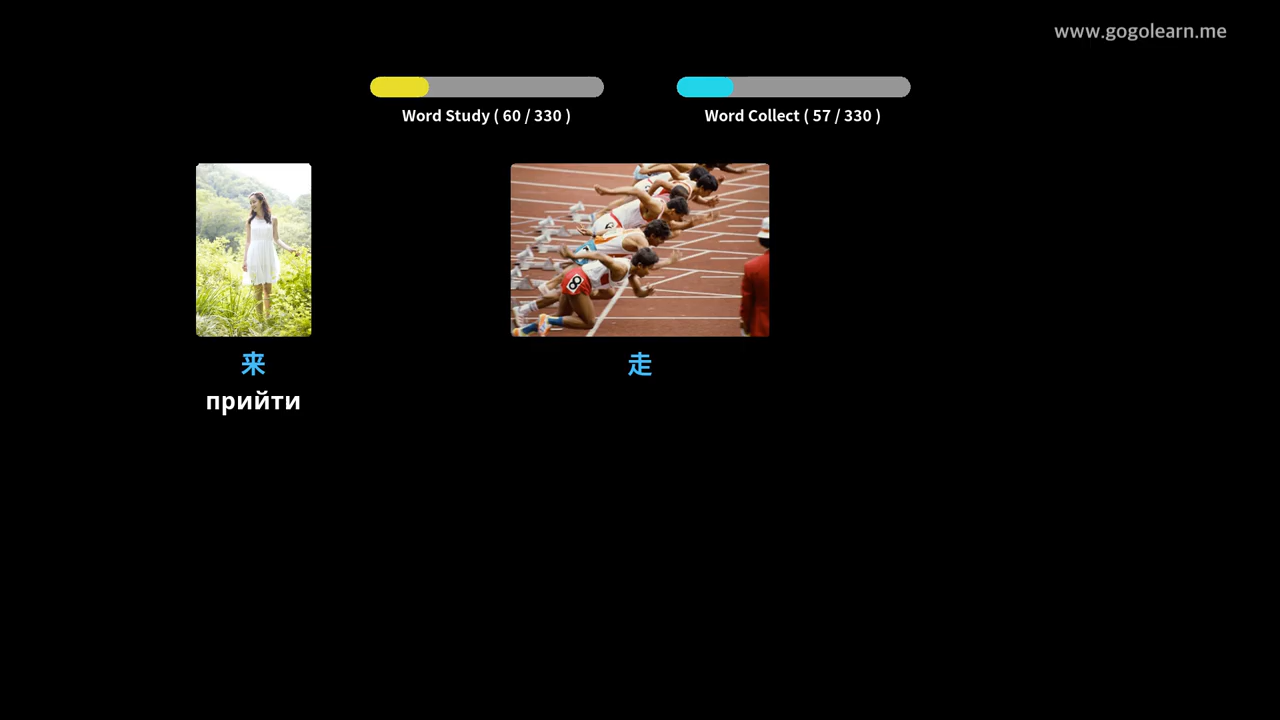 www.gogolearn.me
Word Study ( 60 / 330 )
Word Collect ( 57 / 330 )
来
прийти
走